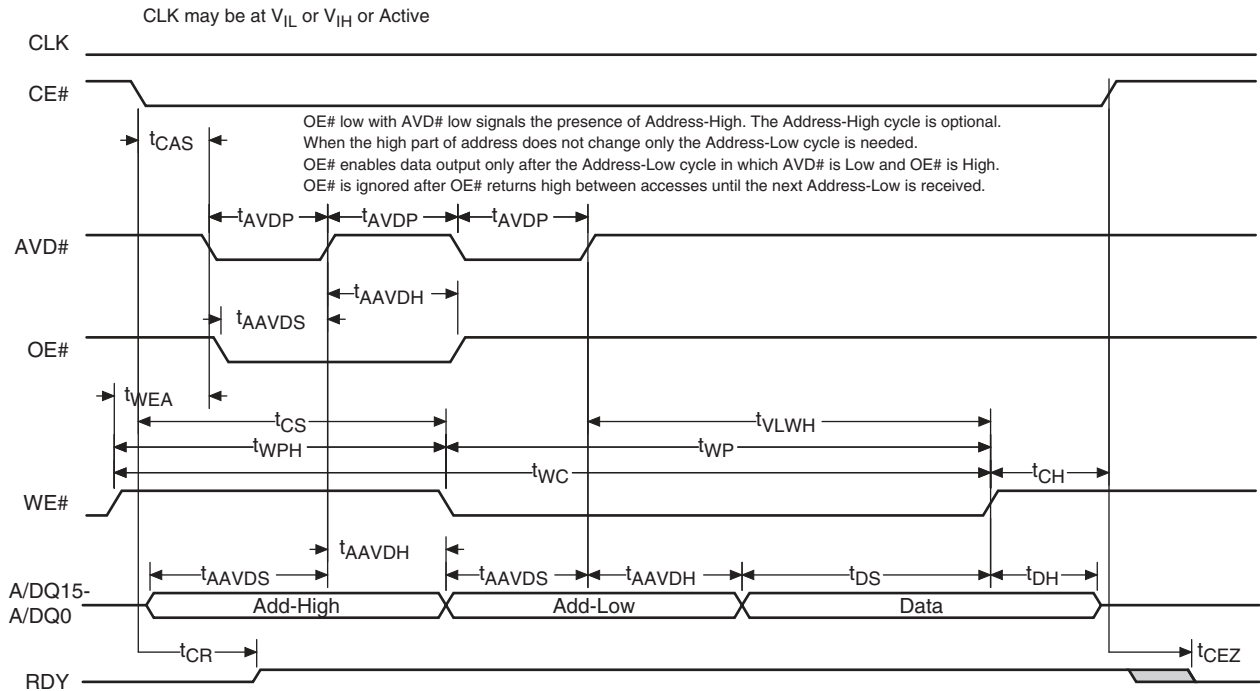 CLK may be at VIL or VIH or Active
CLK
CE#
OE# low with AVD# low signals the presence of Address-High. The Address-High cycle is optional.
When the high part of address does not change only the Address-Low cycle is needed.
OE# enables data output only after the Address-Low cycle in which AVD# is Low and OE# is High.
OE# is ignored after OE# returns high between accesses until the next Address-Low is received.
tCAS
tAVDP tAVDP tAVDP
AVD#
tAAVDH
tAAVDS
OE#
tWEA
tCS tVLWH
tWPH tWP
tWC tCH
WE#
tAAVDH
tAAVDS tAAVDS tAAVDH tDS tDH
A/DQ15-
A/DQ0
Add-High Add-Low Data
tCR tCEZ
RDY